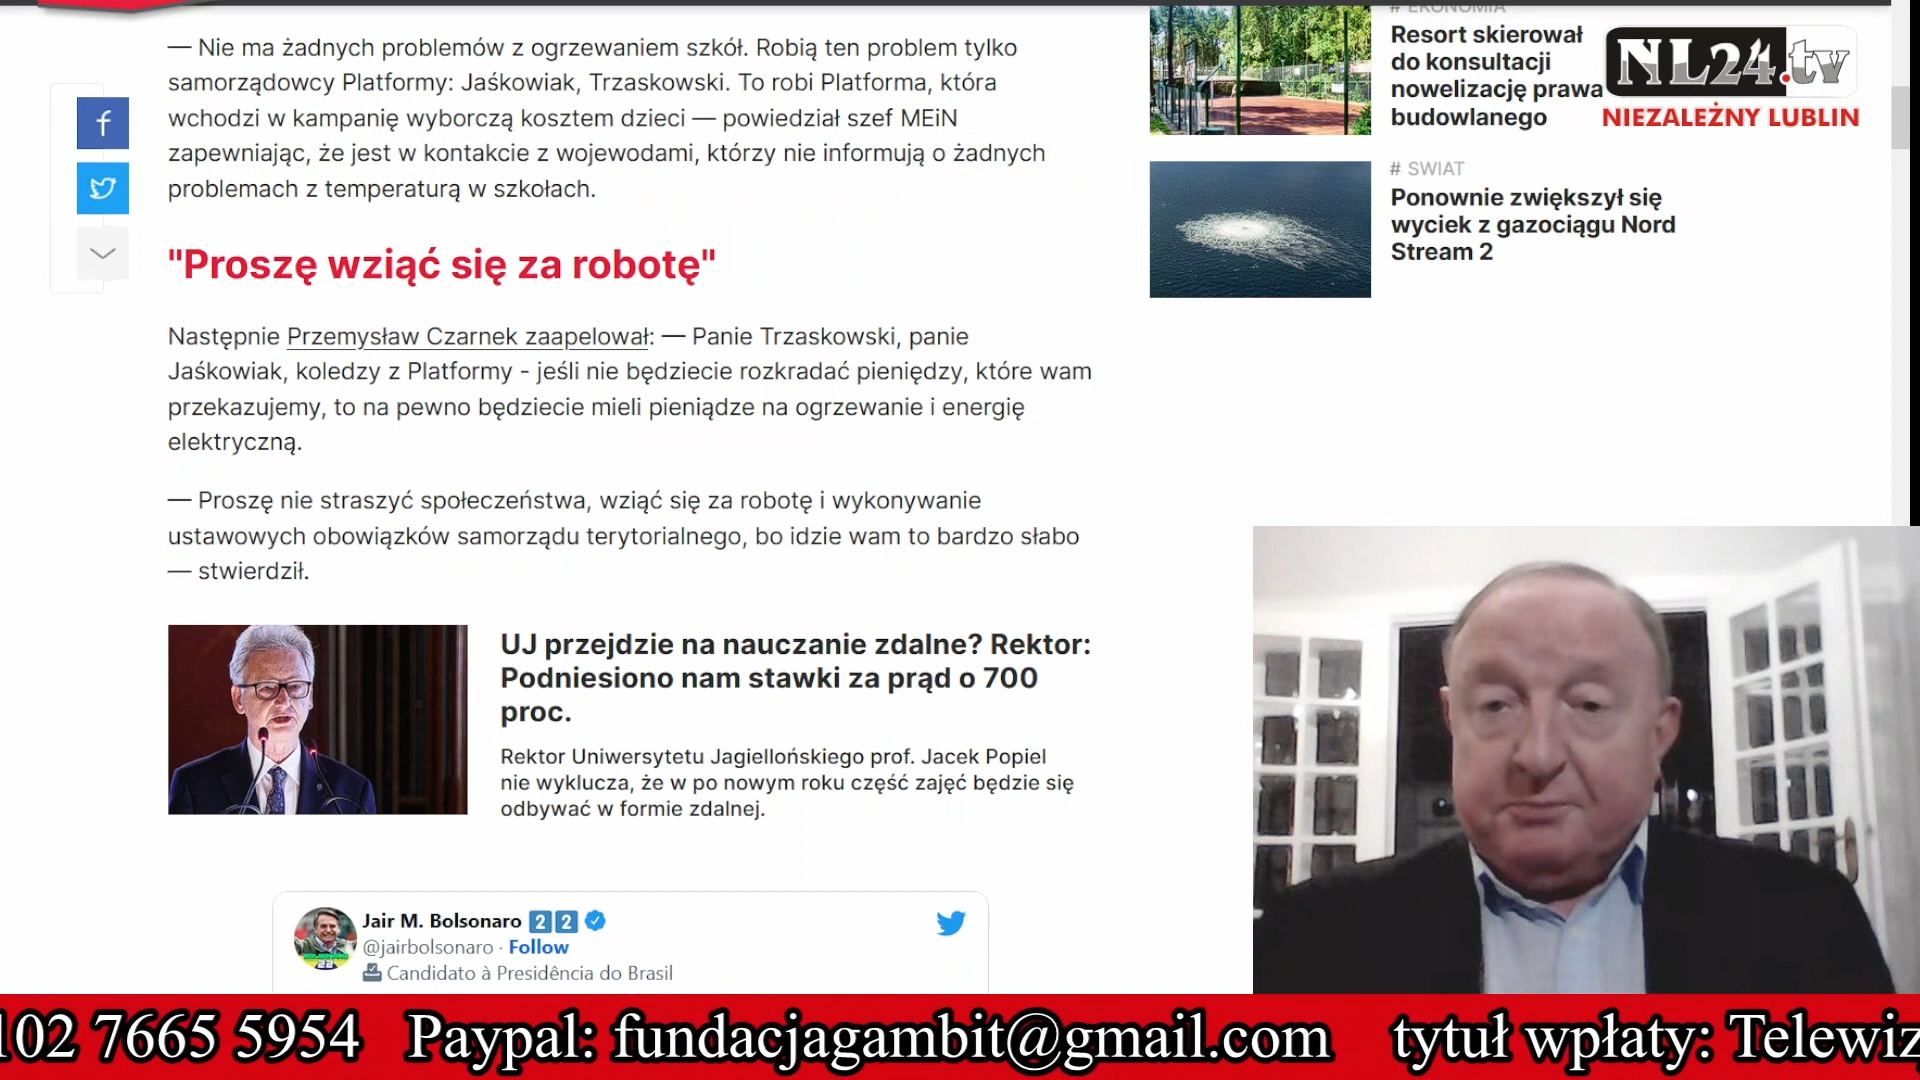 — Nie ma żadnych problemów z ogrzewaniem szkół. Robią ten problem tylko
samorządowcy Platformy: Jaśkowiak, Trzaskowski. To robi Platforma, która
wchodzi w kampanię wyborczą kosztem dzieci — powiedział szef MEiN
zapewniając, że jest w kontakcie z wojewodami, którzy nie informują o żadnych
problemach z temperaturą w szkołach.
"Proszę wziąć się za robotę"
Następnie Przemysław Czarnek zaapelował: — Panie Trzaskowski, panie
Jaśkowiak, koledzy z Platformy - jeśli nie będziecie rozkradać pieniędzy, które wam
przekazujemy, to na pewno będziecie mieli pieniądze na ogrzewanie i energię
elektryczną.
— Proszę nie straszyć społeczeństwa, wziąć się za robotę i wykonywanie
ustawowych obowiązków samorządu terytorialnego, bo idzie wam to bardzo słabo
— stwierdził.
UJ przejdzie na nauczanie zdalne? Rektor:
Podniesiono nam stawki za prąd o 700
proc.
Rektor Uniwersytetu Jagiellońskiego prof. Jacek Popiel
nie wyklucza, że w po nowym roku część zajęć będzie się
odbywać w formie zdalnej.
Jair M. Bolsonaro 2 2
@jairbolsonaro · Follow
Candidato à Presidência do Brasil
# EKONOMIA
Resort skierował
do konsultacji
nowelizację prawa
budowlanego
# SWIAT
Ponownie zwiększył się
wyciek z gazociągu Nord
Stream 2
NL24.tv
NIEZALEŻNY LUBLIN
102 7665 5954 Paypal: fundacjagambit@gmail.com tytuł wpłaty: Telewiz